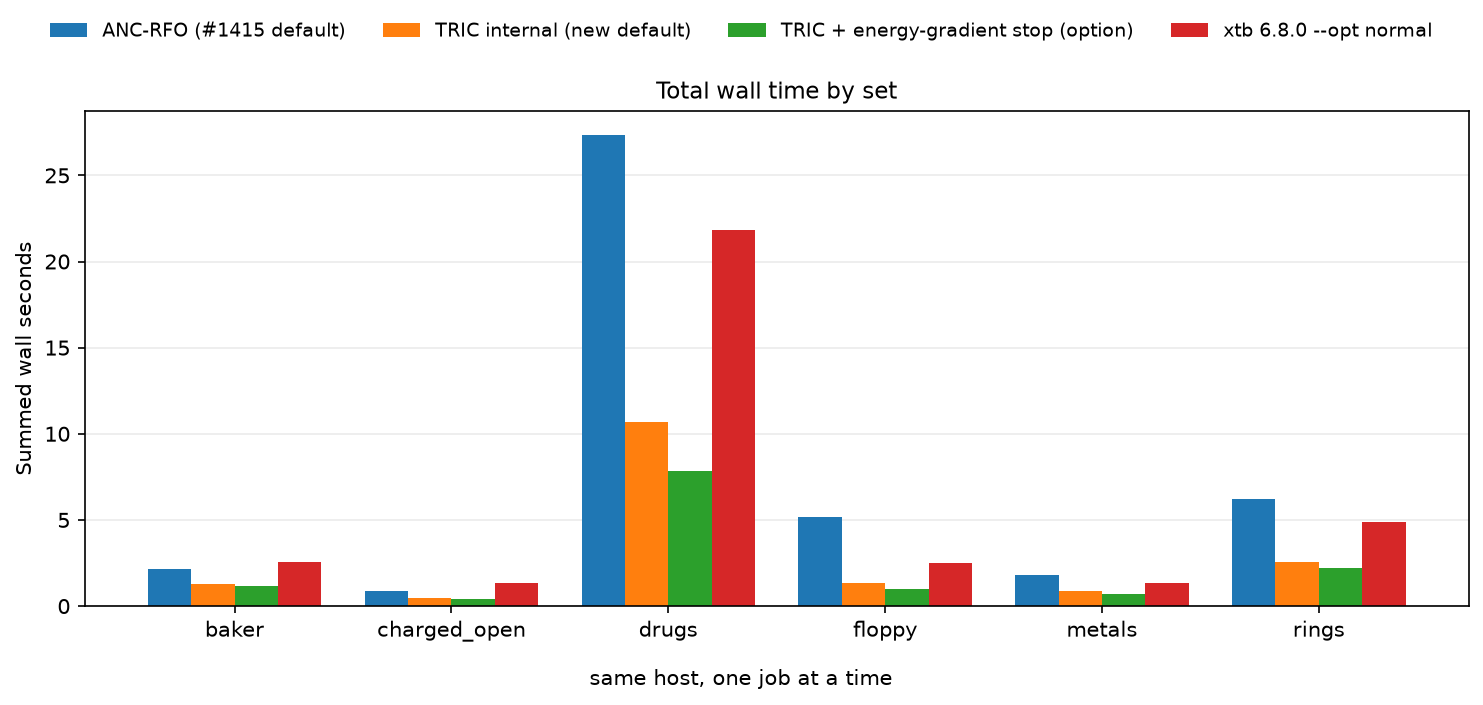 ANC-RFO (#1415 default) TRIC internal (new default) TRIC + energy-gradient stop (option) xtb 6.8.0 --opt normal
Total wall time by set
Summed wall seconds
25
20
15
10
5
0
baker charged_open drugs floppy metals rings
same host, one job at a time